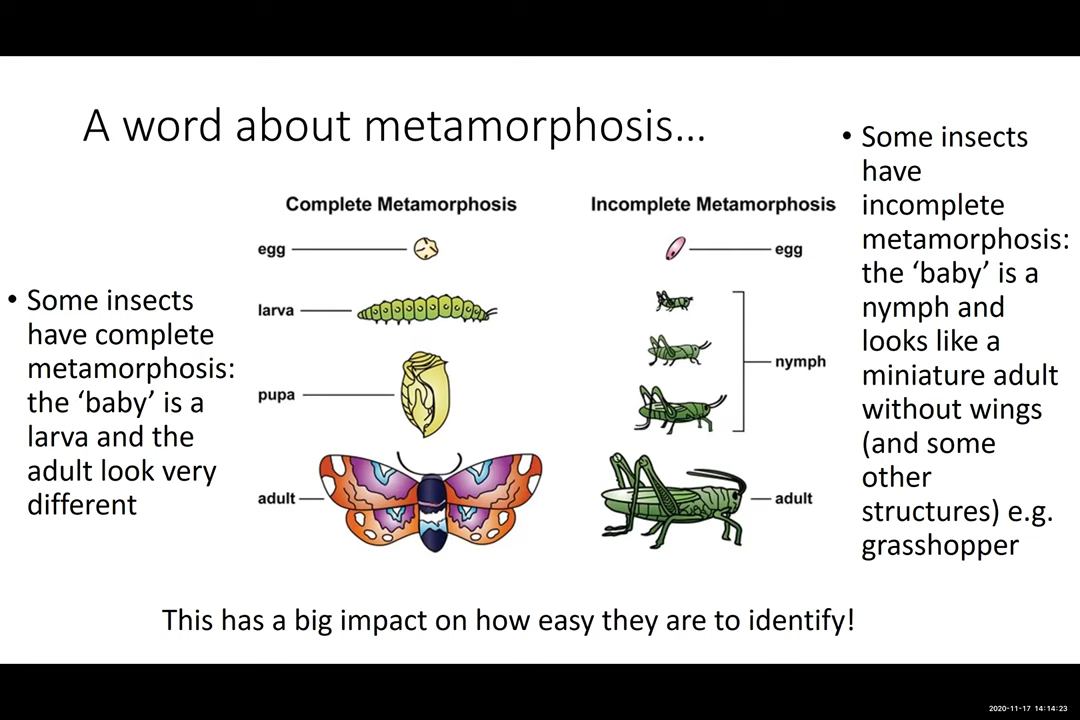 A word about metamorphosis...
• Some insects
have complete
metamorphosis:
the ‘baby’ is a
larva and the
adult look very
different
Complete Metamorphosis
egg
larva
pupa
adult
Incomplete Metamorphosis
egg
nymph
adult
• Some insects
have
incomplete
metamorphosis:
the ‘baby’ is a
nymph and
looks like a
miniature adult
without wings
(and some
other
structures) e.g.
grasshopper
This has a big impact on how easy they are to identify!
2020-11-17 14:14:23